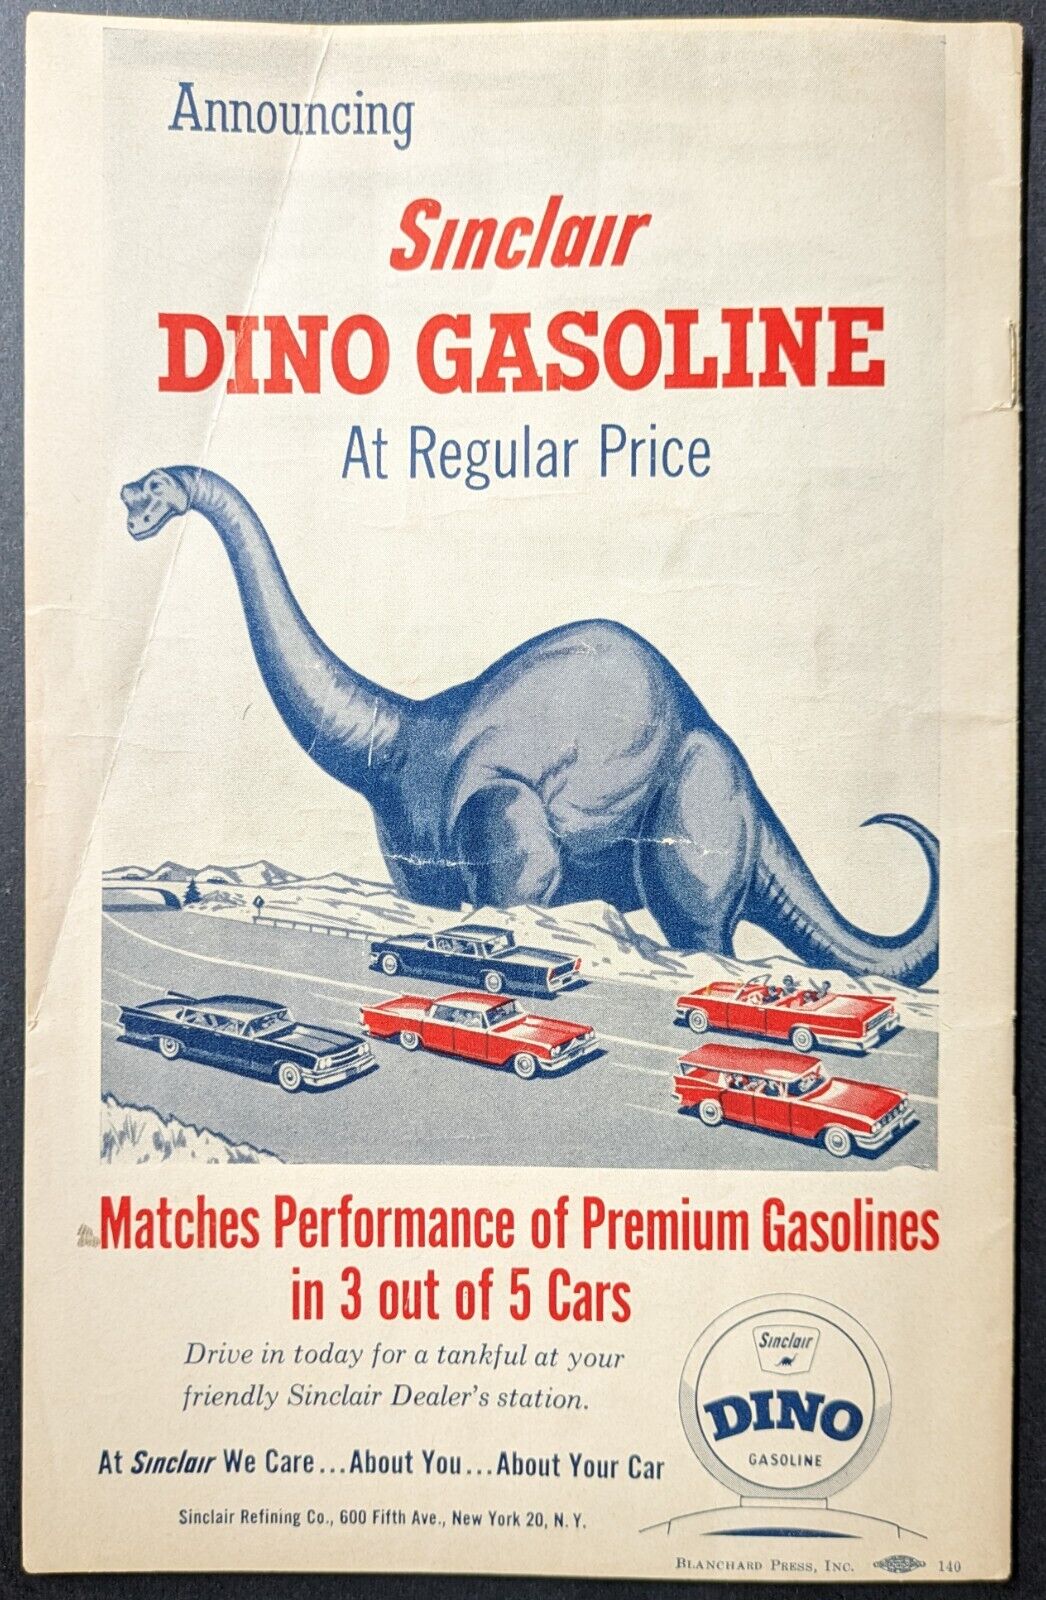 Announcing
Sinclair
DINO GASOLINE
At Regular Price
Matches Performance of Premium Gasolines
in 3 out of 5 Cars
Drive in today for a tankful at your
friendly Sinclair Dealer's station.
At Sinclair We Care...About You...About Your Car
Sinclair Refining Co., 600 Fifth Ave., New York 20, N. Y.
Sinclair
DINO
GASOLINE
BLANCHARD PRESS, INC. 140